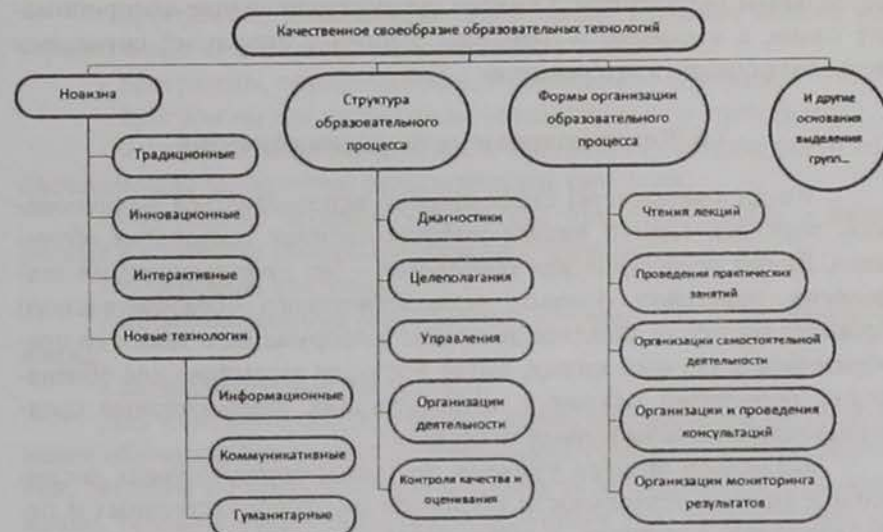 Качественное своеобразие образовательных технологий
Новизна
Традиционные
Инновационные
Интерактивные
Новые технологии
Информационные
Коммуникативные
Гуманитарные
Структура
образовательного
процесса
Диагностики
Целеполагания
Управления
Организации
деятельности
Контроля качества и
оценивания
Формы организации
образовательного
процесса
Чтения лекций
Проведения практических
занятий
Организации самостоятельной
деятельности
Организации и проведения
консультаций
Организации мониторинга
результатов
И другие
основания
выделения
групп...